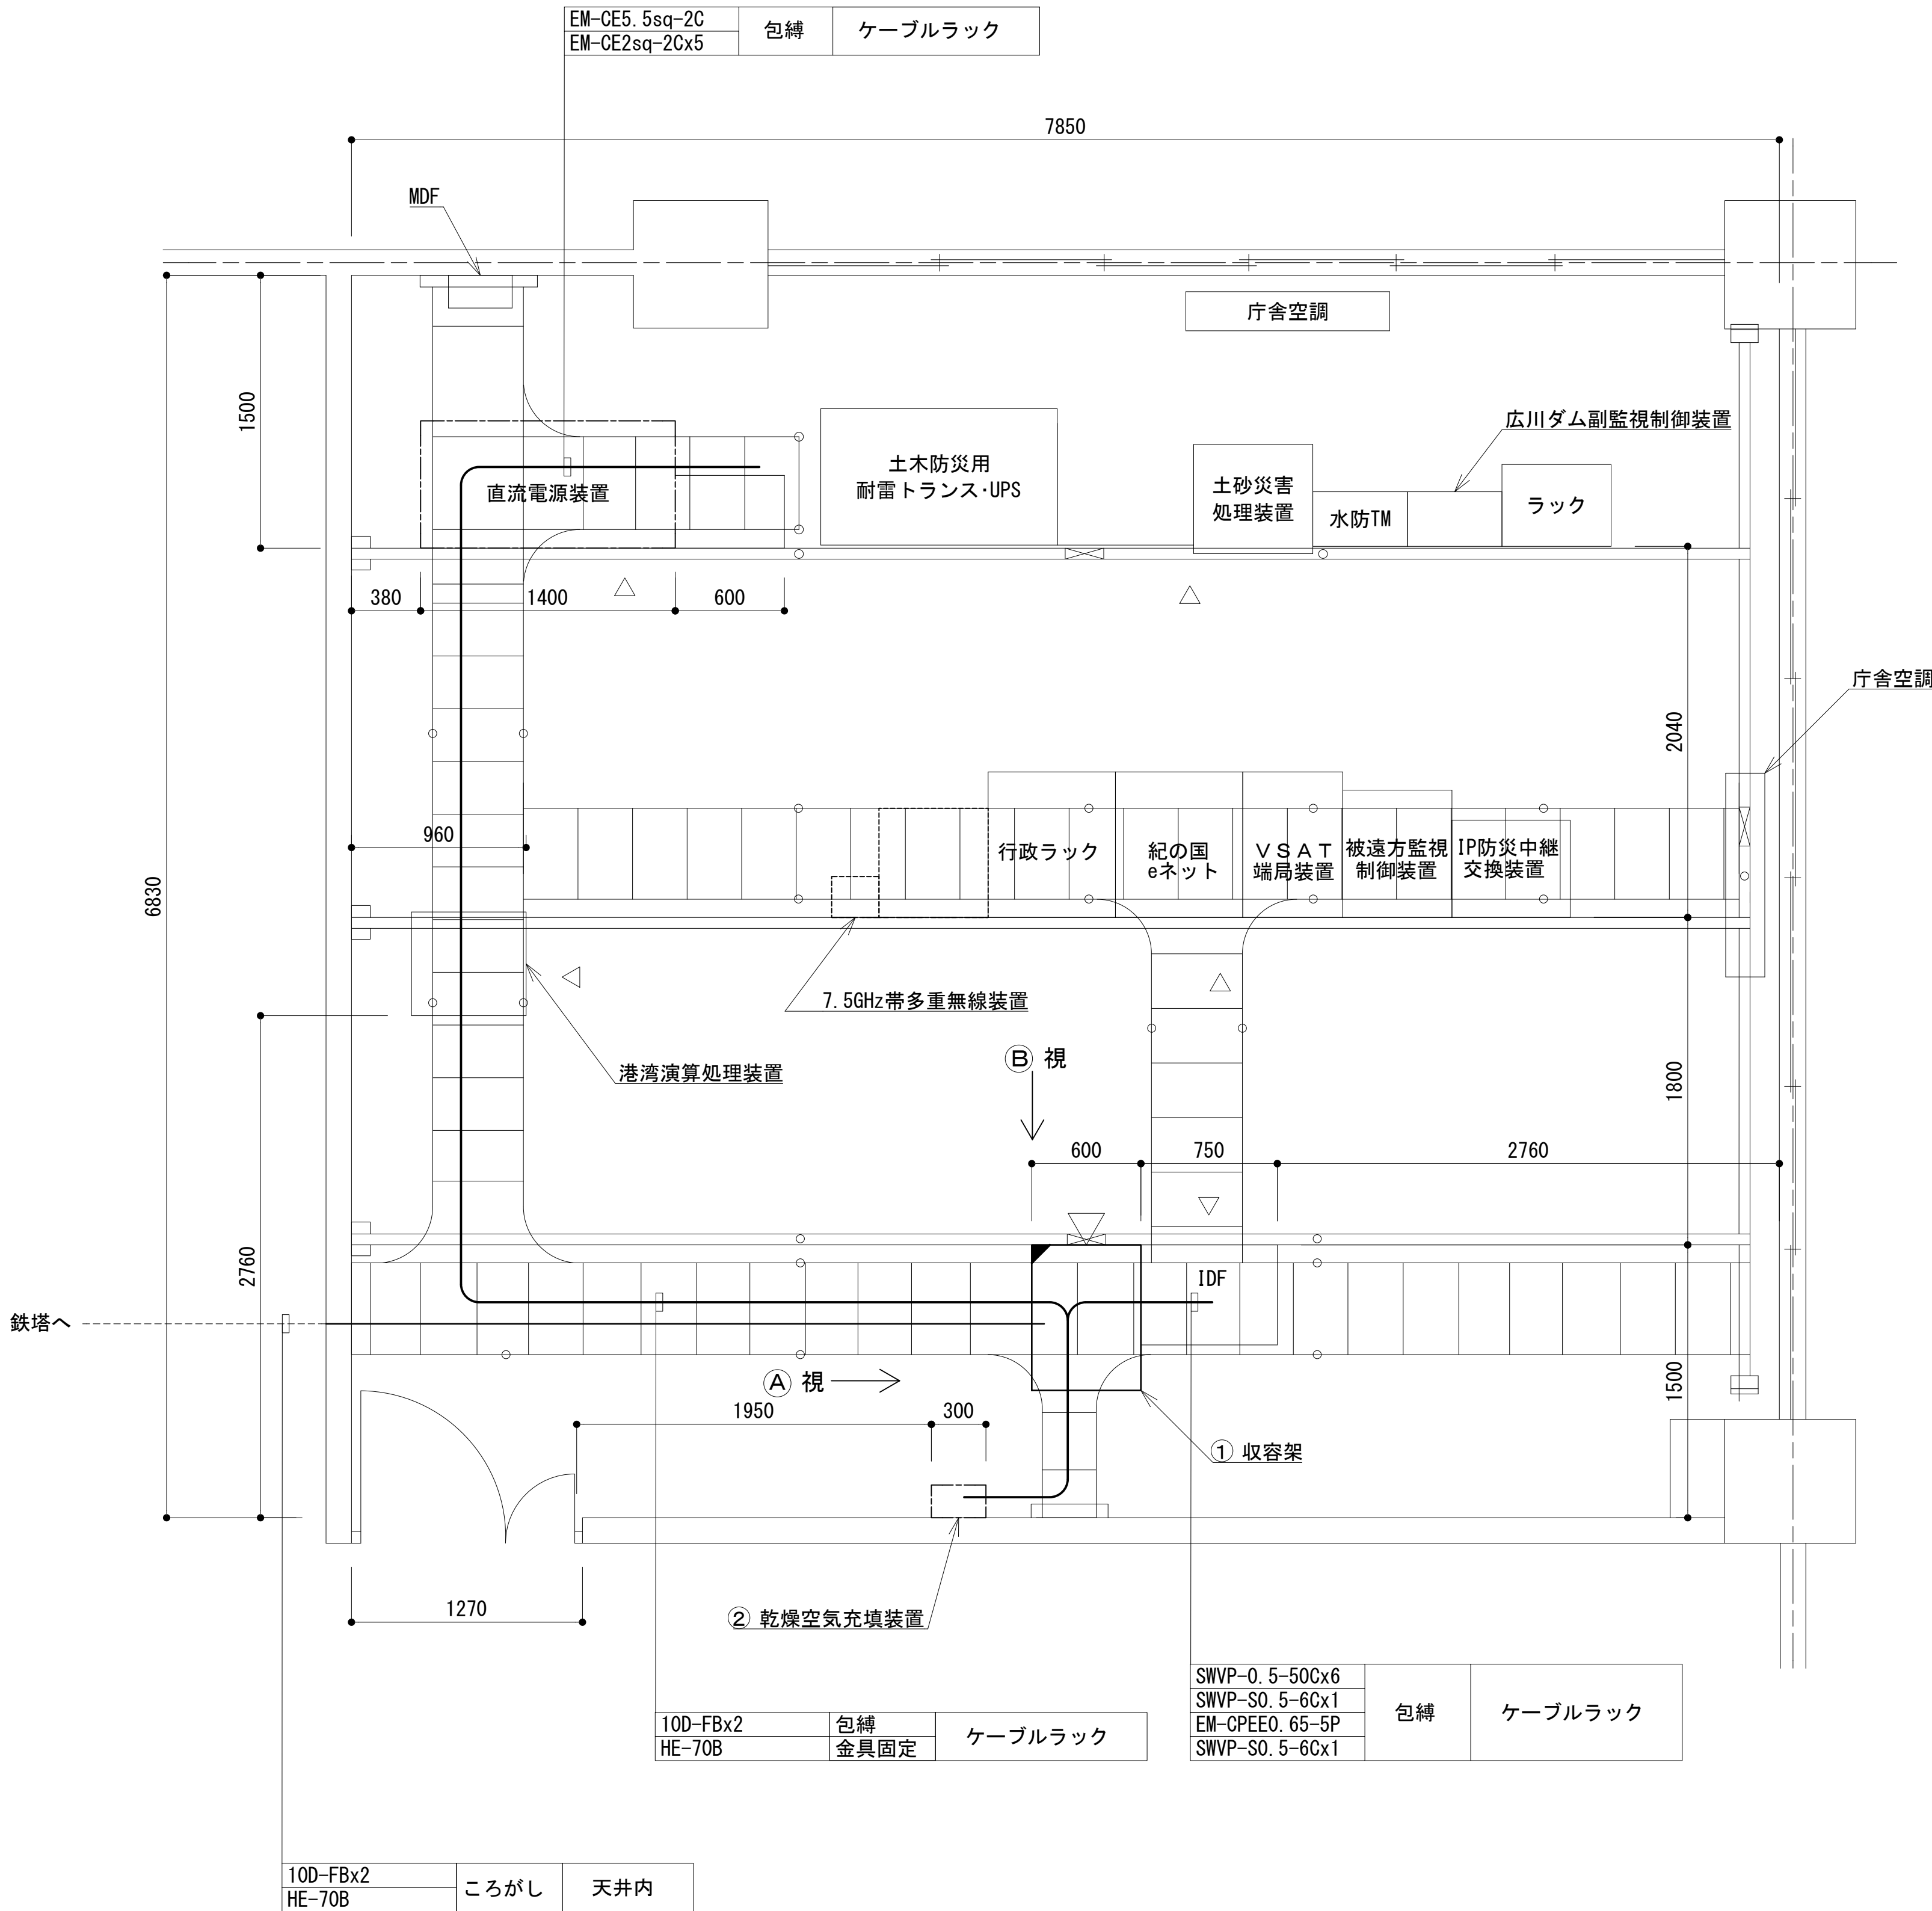 EM-CE5.5sq-2C
EM-CE2sq-2Cx5
包縛
ケーブルラック
7850
MDF
庁舎空調
1500
広川ダム副監視制御装置
土木防災用
耐雷トランス･UPS
土砂災害
処理装置
水防TM
ラック
直流電源装置
380
1400
600
庁舎空調
2040
960
6830
行政ラック
紀の国
eネット
ＶＳＡＴ
端局装置
被遠方監視
制御装置
IP防災中継
交換装置
7.5GHz帯多重無線装置
港湾演算処理装置
Ⓑ 視
1800
600
750
2760
2760
IDF
鉄塔へ
Ⓐ 視
1500
1950
300
① 収容架
1270
② 乾燥空気充填装置
SWVP-0.5-50Cx6
SWVP-S0.5-6Cx1
EM-CPEE0.65-5P
SWVP-S0.5-6Cx1
包縛
ケーブルラック
10D-FBx2
HE-70B
包縛
金具固定
ケーブルラック
10D-FBx2
HE-70B
ころがし
天井内